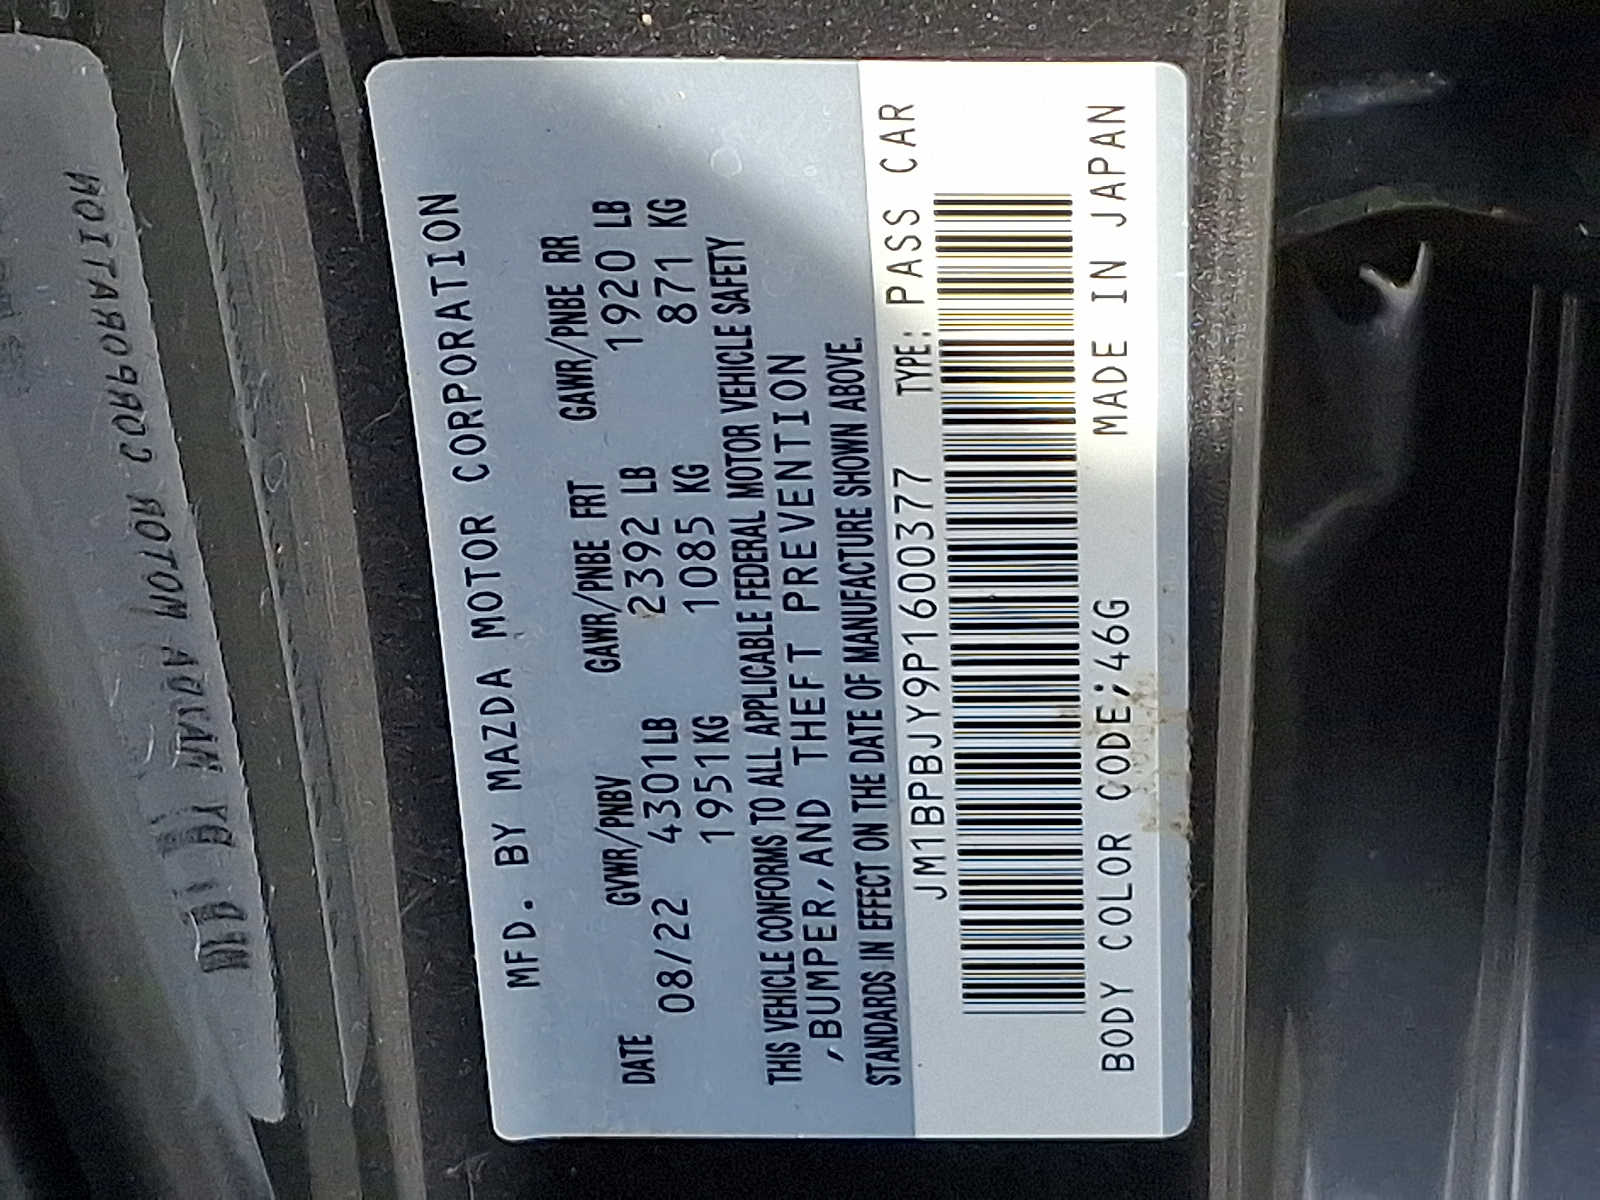 MFD. BY MAZDA MOTOR CORPORATION
DATE GVWR/PNBV GAWR/PNBE FRT GAWR/PNBE RR
08/22 4301LB 2392 LB 1920 LB
1951KG 1085 KG 871 KG
THIS VEHICLE CONFORMS TO ALL APPLICABLE FEDERAL MOTOR VEHICLE SAFETY
,BUMPER,AND THEFT PREVENTION
STANDARDS IN EFFECT ON THE DATE OF MANUFACTURE SHOWN ABOVE.
JM1BPBJY9P1600377 TYPE: PASS CAR
BODY COLOR CODE;46G MADE IN JAPAN